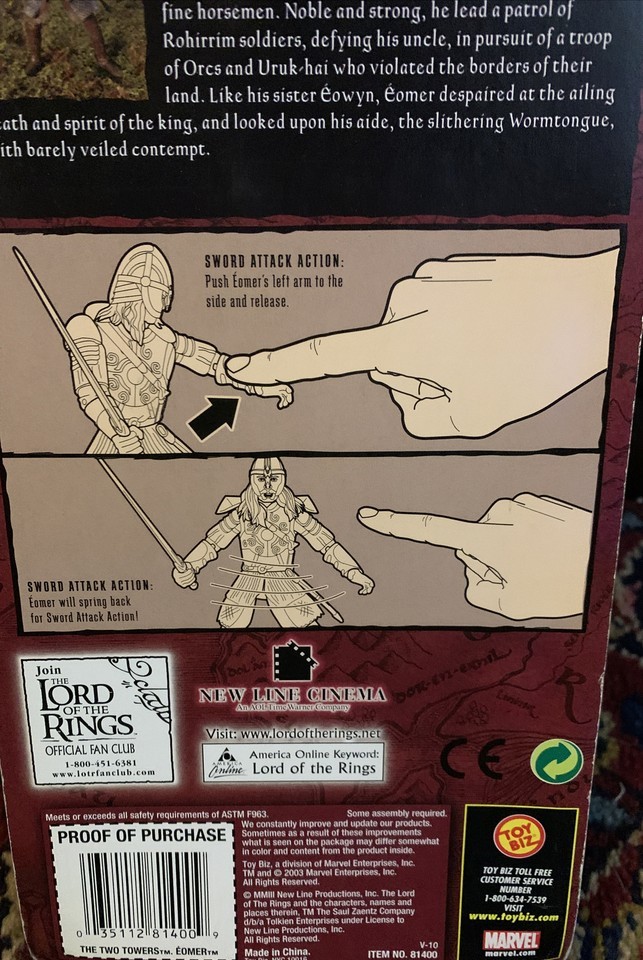 fine horsemen. Noble and strong, he lead a patrol of
Rohirrim soldiers, defying his uncle, in pursuit of a troop
of Orcs and Uruk-hai who violated the borders of their
land. Like his sister Éowyn, Éomer despaired at the ailing
and spirit of the king, and looked upon his aide, the slithering Wormtongue,
barely veiled contempt.
SWORD ATTACK ACTION:
Push Éomer's left arm to the
side and release.
SWORD ATTACK ACTION:
Éomer will spring back
for Sword Attack Action!
Join
THE
LORD
OF THE
RINGS™
OFFICIAL FAN CLUB
1-800-451-6381
www.lotrfanclub.com
NEW LINE CINEMA
An AOL Time Warner Company
Visit: www.lordoftherings.net
AMERICA
Online
America Online Keyword:
Lord of the Rings
CE
Meets or exceeds all safety requirements of ASTM F963.
Some assembly required.
PROOF OF PURCHASE
0 35112 81400 9
THE TWO TOWERS™. ÉOMER™
We constantly improve and update our products.
Sometimes as a result of these improvements
what is seen on the package may differ somewhat
in color and content from the product inside.
Toy Biz, a division of Marvel Enterprises, Inc.
TM and © 2003 Marvel Enterprises, Inc.
All Rights Reserved.
© MMIII New Line Productions, Inc. The Lord
of The Rings and the characters, names and
places therein, TM The Saul Zaentz Company
d/b/a Tolkien Enterprises under License to
New Line Productions, Inc.
All Rights Reserved.
Made in China.
V-10
ITEM NO. 81400
TOY
BIZ
TOY BIZ TOLL FREE
CUSTOMER SERVICE
NUMBER
1-800-634-7539
VISIT
www.toybiz.com
MARVEL
marvel.com